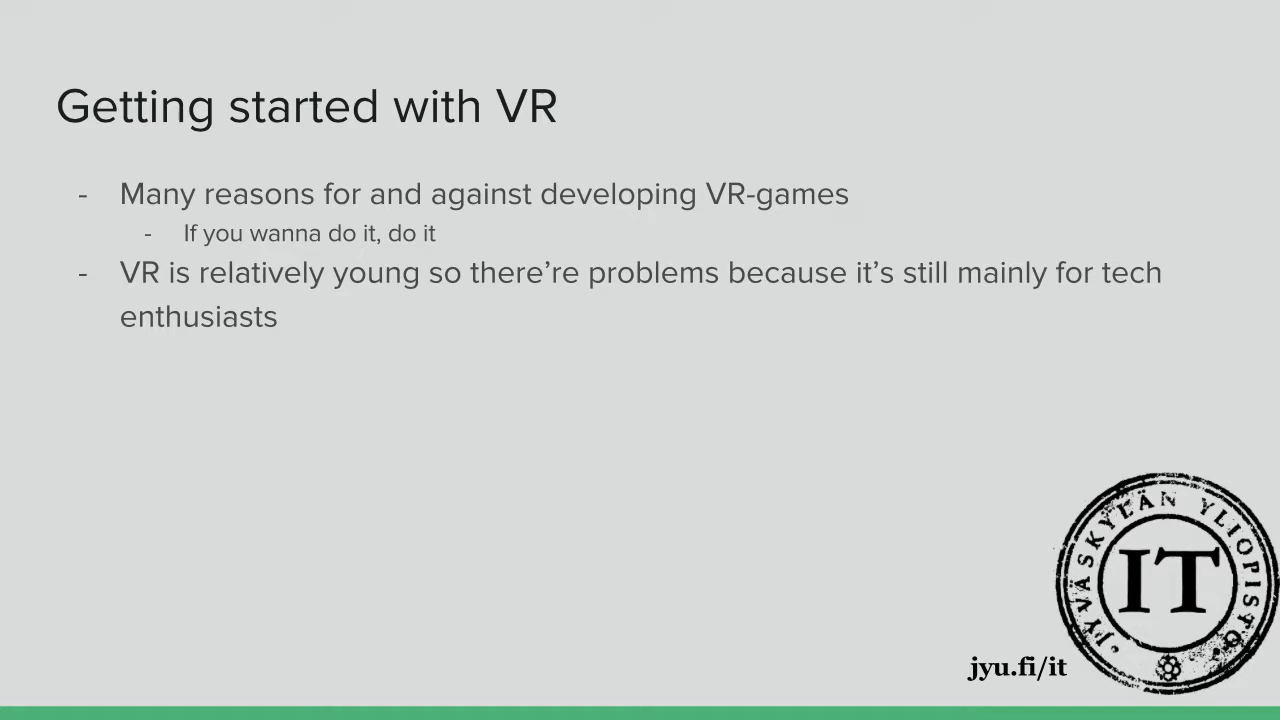 Getting started with VR
- Many reasons for and against developing VR-games
- If you wanna do it, do it
- VR is relatively young so there’re problems because it’s still mainly for tech
enthusiasts
JYVÄSKYLÄN YLIOPISTO
IT
jyu.fi/it